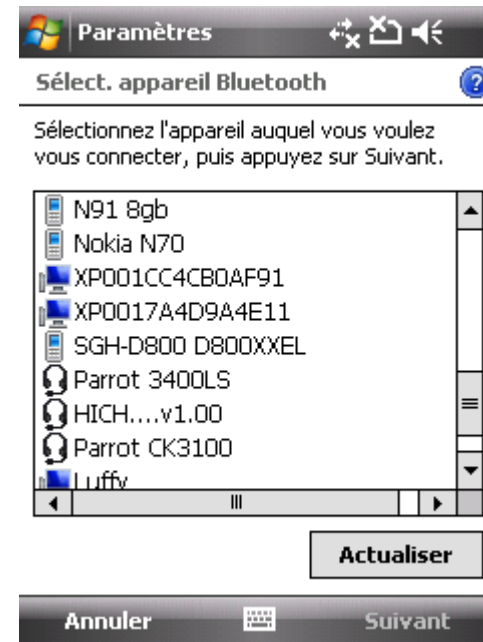 Paramètres
Sélect. appareil Bluetooth
?
Sélectionnez l'appareil auquel vous voulez
vous connecter, puis appuyez sur Suivant.
N91 8gb
Nokia N70
XP001CC4CB0AF91
XP0017A4D9A4E11
SGH-D800 D800XXEL
Parrot 3400LS
HICH....v1.00
Parrot CK3100
Luffy
Actualiser
Annuler
Suivant